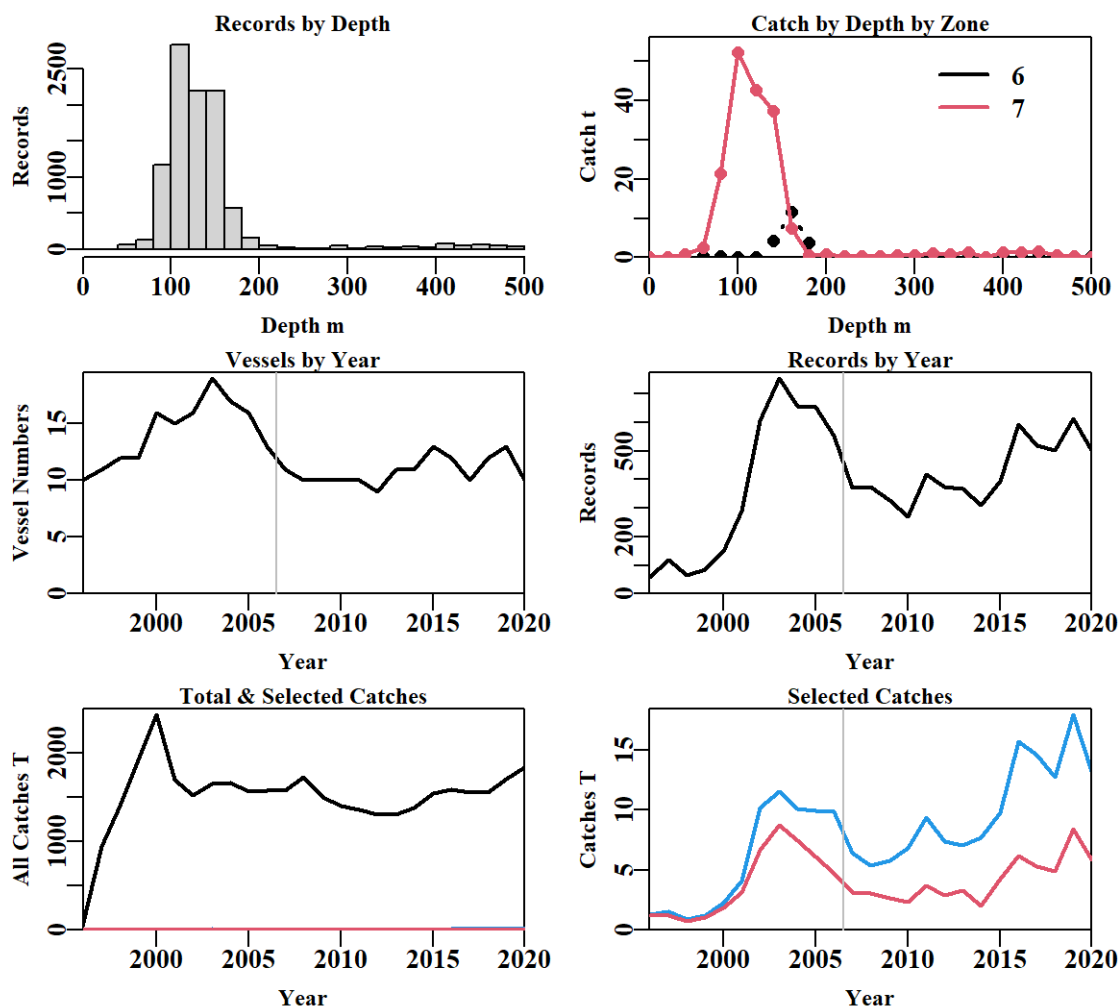 Records by Depth
Records
0
1000
2500
0 100 200 300 400 500
Depth m
Catch by Depth by Zone
Catch t
0
20
40
6
7
0 100 200 300 400 500
Depth m
Vessels by Year
Vessel Numbers
0
5
10
15
2000 2005 2010 2015 2020
Year
Records by Year
Records
0
200
500
2000 2005 2010 2015 2020
Year
Total & Selected Catches
All Catches T
0
1000
2000
2000 2005 2010 2015 2020
Year
Selected Catches
Catches T
0
5
10
15
2000 2005 2010 2015 2020
Year